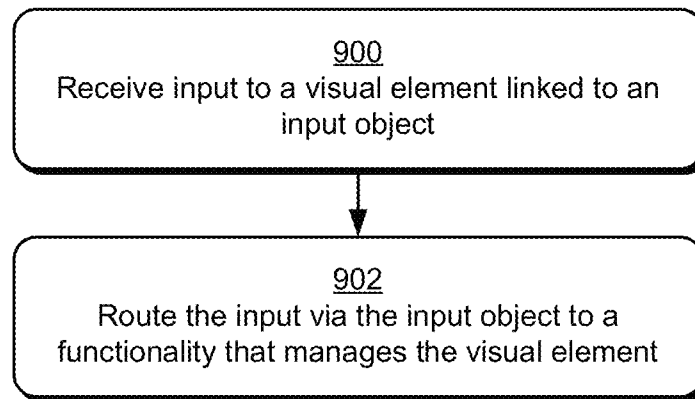 900
Receive input to a visual element linked to an
input object
902
Route the input via the input object to a
functionality that manages the visual element